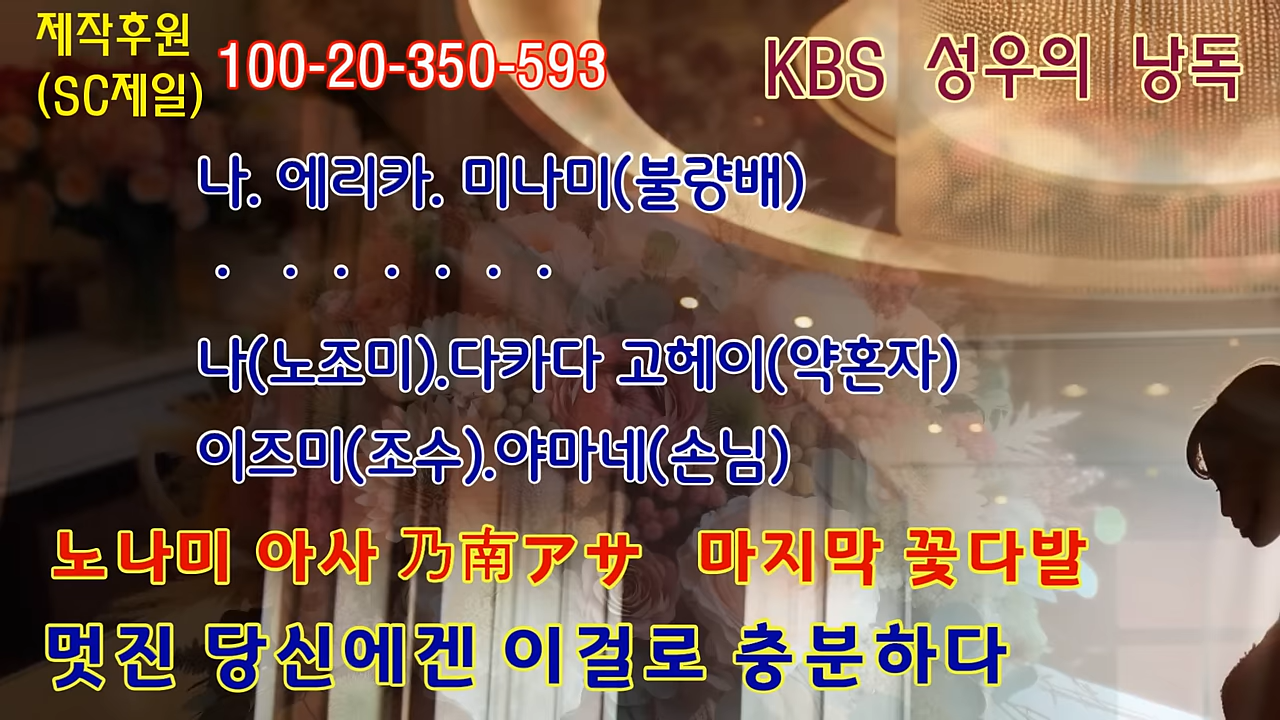 제작후원
(SC제일)
100-20-350-593
KBS 성우의 낭독
나. 에리카. 미나미(불량배)
. . . . . . .
나(노조미).다카다 고헤이(약혼자)
이즈미(조수).야마네(손님)
노나미 아사 乃南アサ 마지막 꽃다발
멋진 당신에겐 이걸로 충분하다